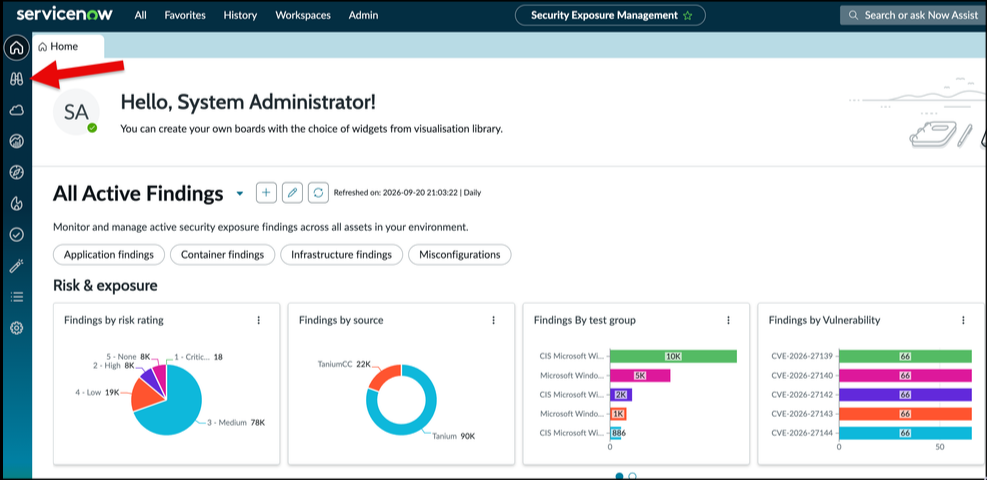 servicenow All Favorites History Workspaces Admin Security Exposure Management Search or ask Now Assist
Home
SA
Hello, System Administrator!
You can create your own boards with the choice of widgets from visualisation library.
All Active Findings Refreshed on: 2026-09-20 21:03:22 | Daily
Monitor and manage active security exposure findings across all assets in your environment.
Application findings Container findings Infrastructure findings Misconfigurations
Risk & exposure
Findings by risk rating
5 - None 8K
1 - Critic... 18
2 - High 8K
4 - Low 19K
3 - Medium 78K
Findings by source
TaniumCC 22K
Tanium 90K
Findings By test group
CIS Microsoft Wi... 10K
Microsoft Windo... 5K
CIS Microsoft Wi... 2K
Microsoft Windo... 1K
CIS Microsoft Wi... 886
0
Findings by Vulnerability
CVE-2026-27139 66
CVE-2026-27140 66
CVE-2026-27142 66
CVE-2026-27143 66
CVE-2026-27144 66
0 50